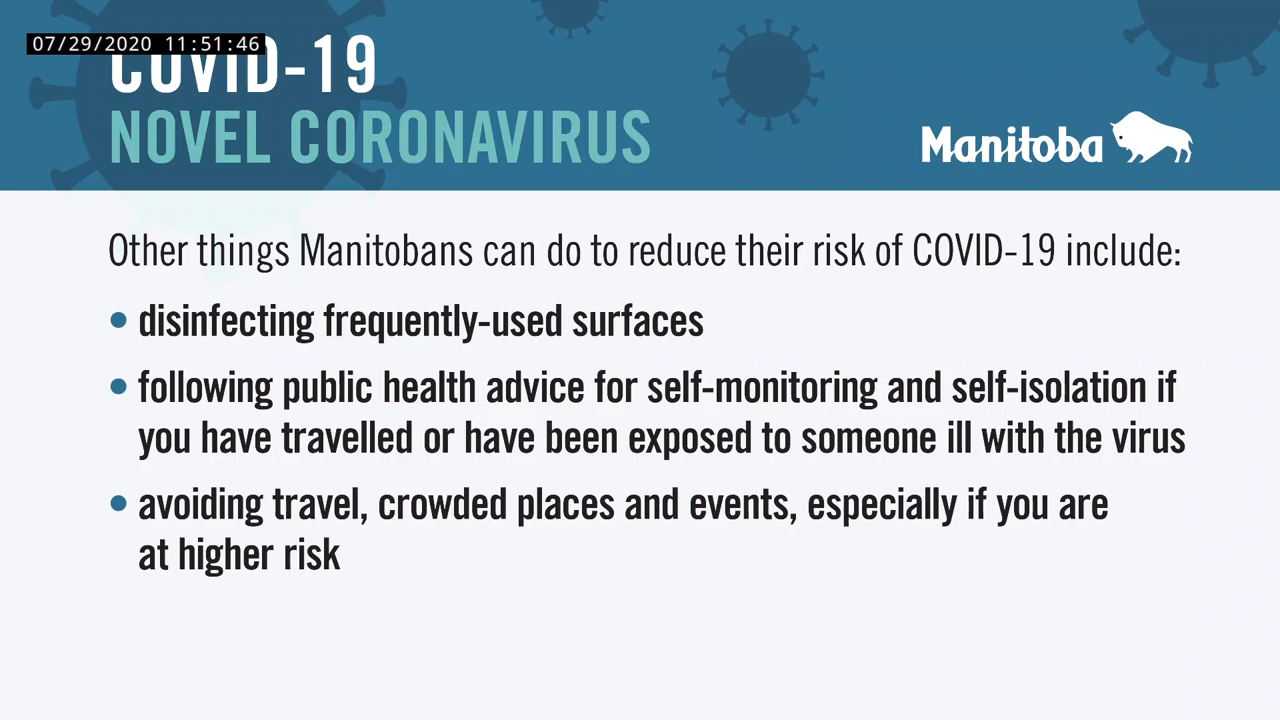 07/29/2020 11:51:46
COVID-19
NOVEL CORONAVIRUS
Manitoba
Other things Manitobans can do to reduce their risk of COVID-19 include:
• disinfecting frequently-used surfaces
• following public health advice for self-monitoring and self-isolation if
you have travelled or have been exposed to someone ill with the virus
• avoiding travel, crowded places and events, especially if you are
at higher risk